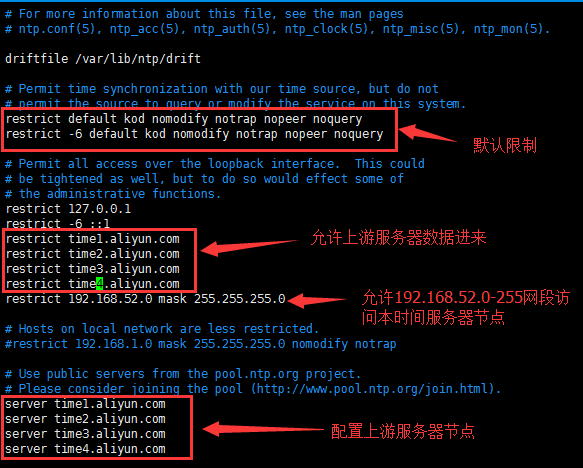 # For more information about this file, see the man pages
# ntp.conf(5), ntp_acc(5), ntp_auth(5), ntp_clock(5), ntp_misc(5), ntp_mon(5).
driftfile /var/lib/ntp/drift
# Permit time synchronization with our time source, but do not
# permit the source to query or modify the service on this system.
restrict default kod nomodify notrap nopeer noquery
restrict -6 default kod nomodify notrap nopeer noquery
默认限制
# Permit all access over the loopback interface.  This could
# be tightened as well, but to do so would effect some of
# the administrative functions.
restrict 127.0.0.1
restrict -6 ::1
restrict time1.aliyun.com
允许上游服务器数据进来
restrict time2.aliyun.com
restrict time3.aliyun.com
restrict time4.aliyun.com
restrict 192.168.52.0 mask 255.255.255.0
允许192.168.52.0-255网段访
问本时间服务器节点
# Hosts on local network are less restricted.
#restrict 192.168.1.0 mask 255.255.255.0 nomodify notrap
# Use public servers from the pool.ntp.org project.
# Please consider joining the pool (http://www.pool.ntp.org/join.html).
server time1.aliyun.com
server time2.aliyun.com
server time3.aliyun.com
配置上游服务器节点
server time4.aliyun.com